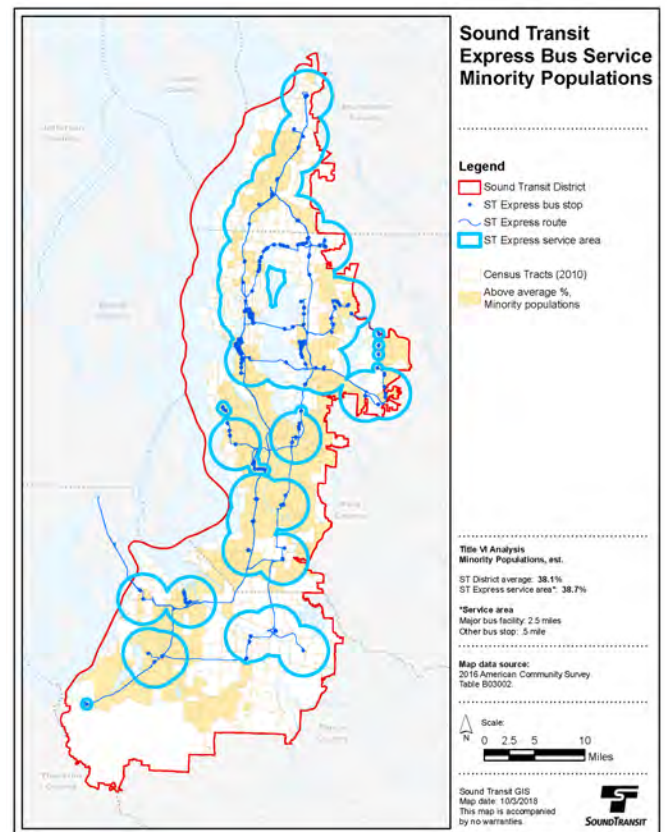 Sound Transit
Express Bus Service
Minority Populations
Legend
Sound Transit District
ST Express bus stop
ST Express route
ST Express service area
Census Tracts (2010)
Above average %,
Minority populations
Title VI Analysis
Minority Populations, est.
ST District average: 38.1%
ST Express service area*: 38.7%
*Service area
Major bus facility: 2.5 miles
Other bus stop: .5 mile
Map data source:
2016 American Community Survey
Table B03002.
Scale:
N
0 2.5 5 10
Miles
Sound Transit GIS
Map date: 10/3/2018
This map is accompanied
by no warranties.
SOUNDTRANSIT